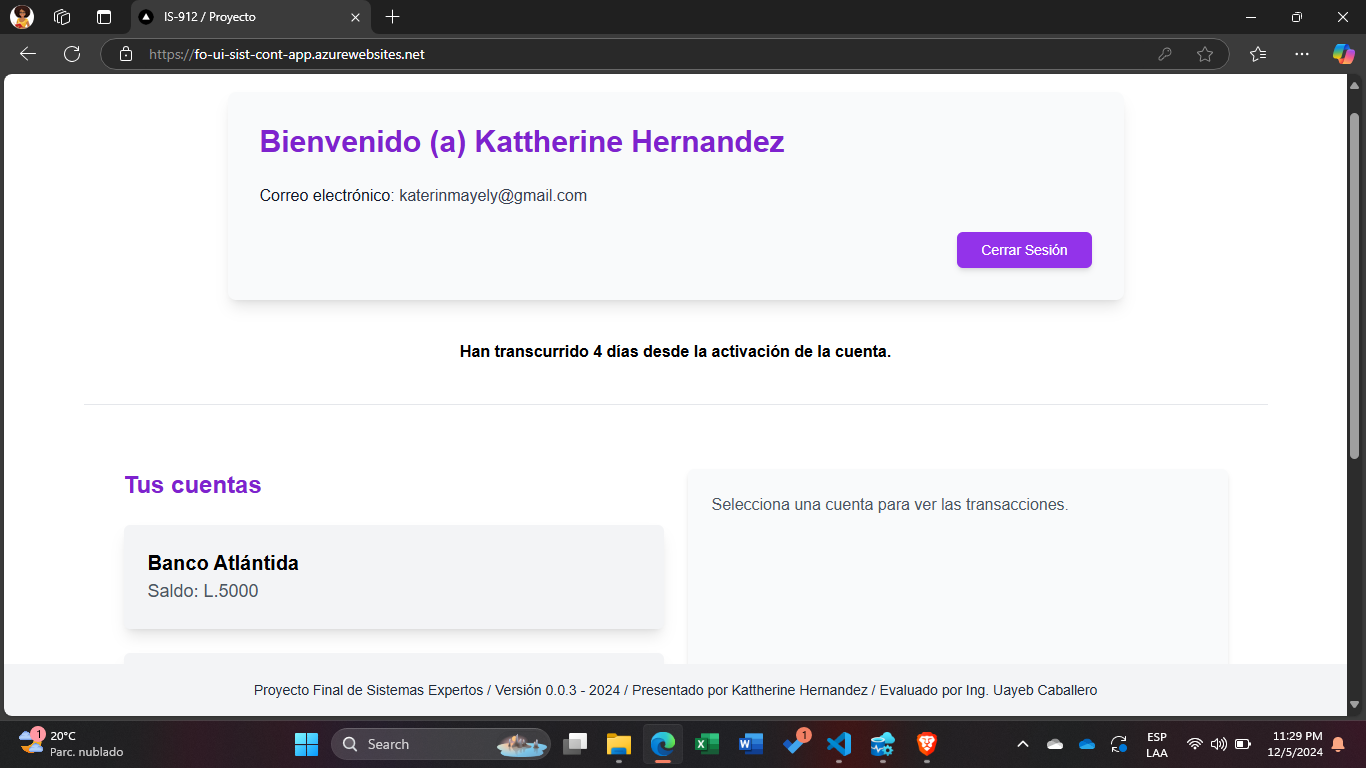 IS-912 / Proyecto
https://fo-ui-sist-cont-app.azurewebsites.net
Bienvenido (a) Kattherine Hernandez
Correo electrónico: katerinmayely@gmail.com
Cerrar Sesión
Han transcurrido 4 días desde la activación de la cuenta.
Tus cuentas
Selecciona una cuenta para ver las transacciones.
Banco Atlántida
Saldo: L.5000
Proyecto Final de Sistemas Expertos / Versión 0.0.3 - 2024 / Presentado por Kattherine Hernandez / Evaluado por Ing. Uayeb Caballero
1
20°C
Parc. nublado
Search
1
ESP
LAA
11:29 PM
12/5/2024